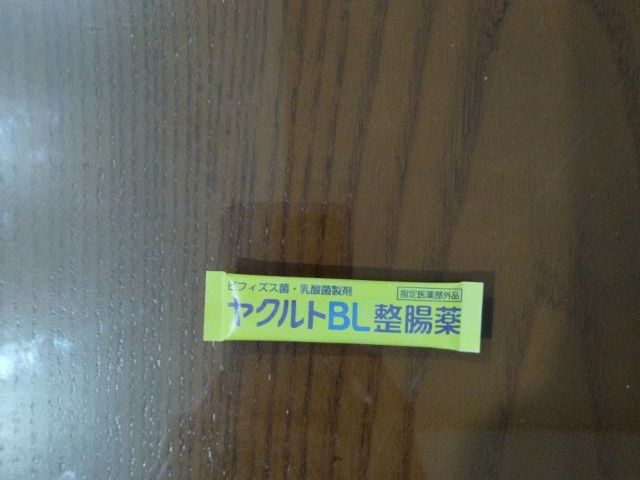 ビフィズス菌・乳酸菌製剤
指定医薬部外品
ヤクルトBL整腸薬